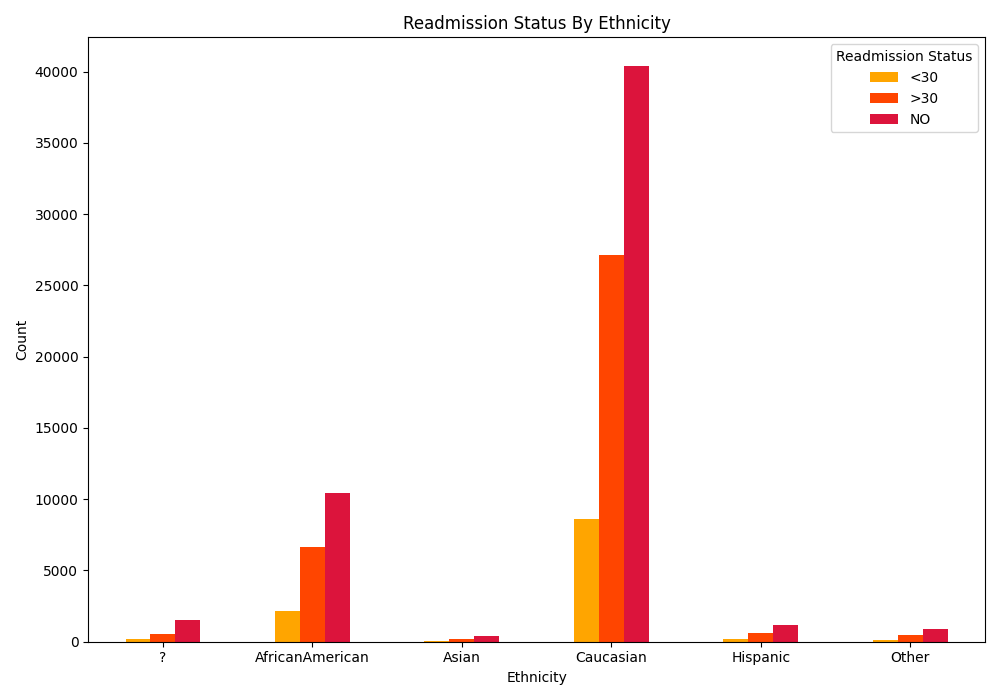 Readmission Status By Ethnicity
Readmission Status
<30
>30
NO
Count
40000
35000
30000
25000
20000
15000
10000
5000
0
? AfricanAmerican Asian Caucasian Hispanic Other
Ethnicity